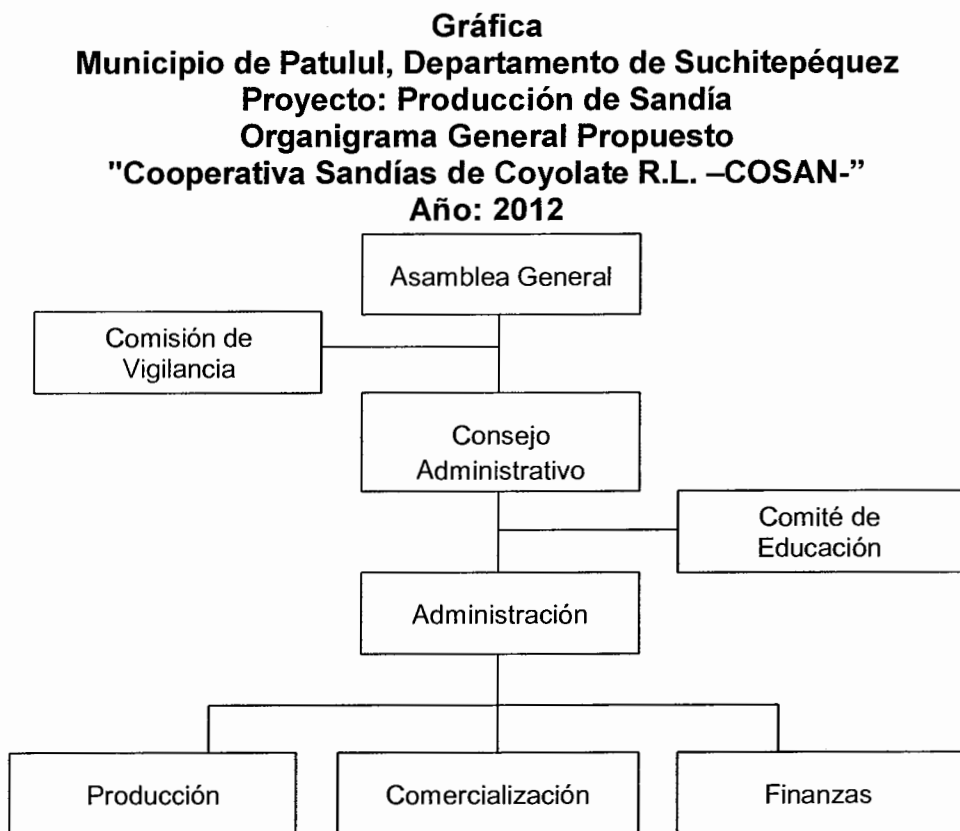 Gráfica
Municipio de Patulul, Departamento de Suchitepéquez
Proyecto: Producción de Sandía
Organigrama General Propuesto
"Cooperativa Sandías de Coyolate R.L. –COSAN-”
Año: 2012
Asamblea General
Comisión de
Vigilancia
Consejo
Administrativo
Comité de
Educación
Administración
Producción
Comercialización
Finanzas